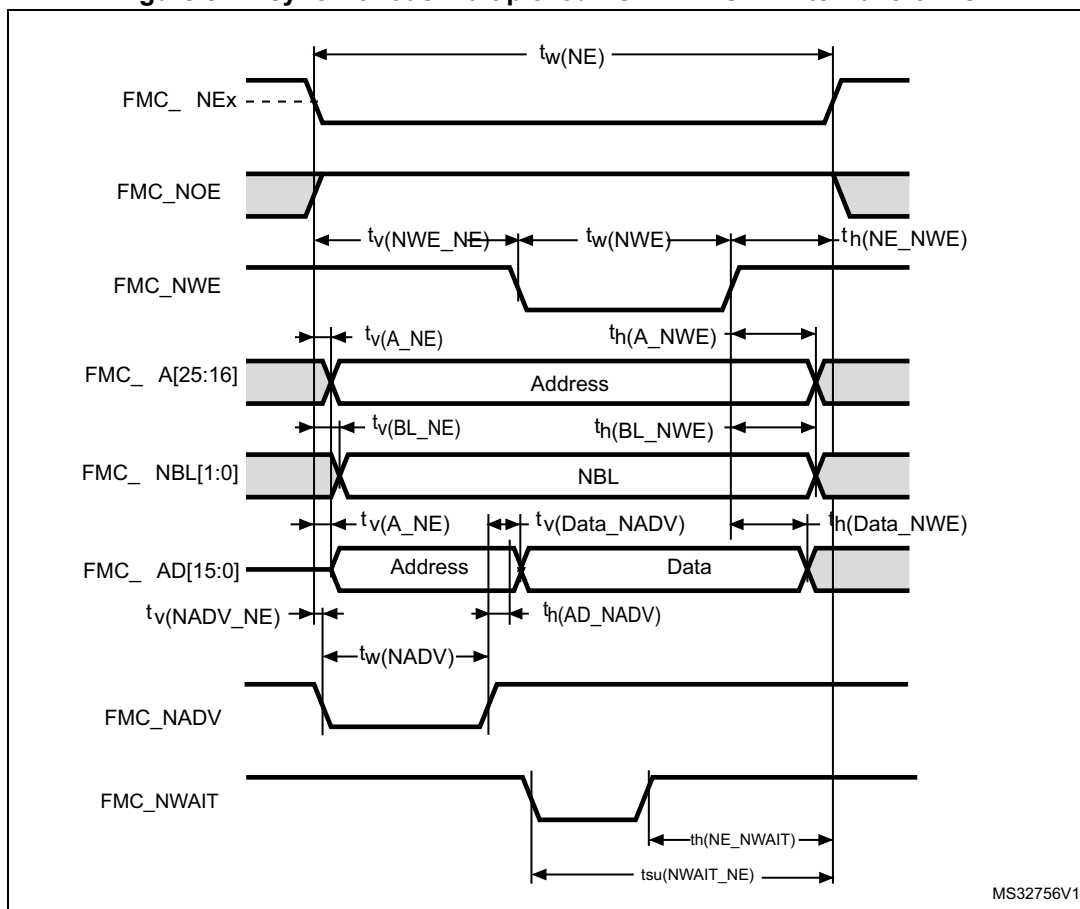 tw(NE)
FMC_ NEx
FMC_NOE
tv(NWE_NE)
tw(NWE)
th(NE_NWE)
FMC_NWE
tv(A_NE)
th(A_NWE)
FMC_ A[25:16]
Address
tv(BL_NE)
th(BL_NWE)
FMC_ NBL[1:0]
NBL
tv(A_NE)
tv(Data_NADV)
th(Data_NWE)
FMC_ AD[15:0]
Address
Data
tv(NADV_NE)
th(AD_NADV)
tw(NADV)
FMC_NADV
FMC_NWAIT
th(NE_NWAIT)
tsu(NWAIT_NE)
MS32756V1